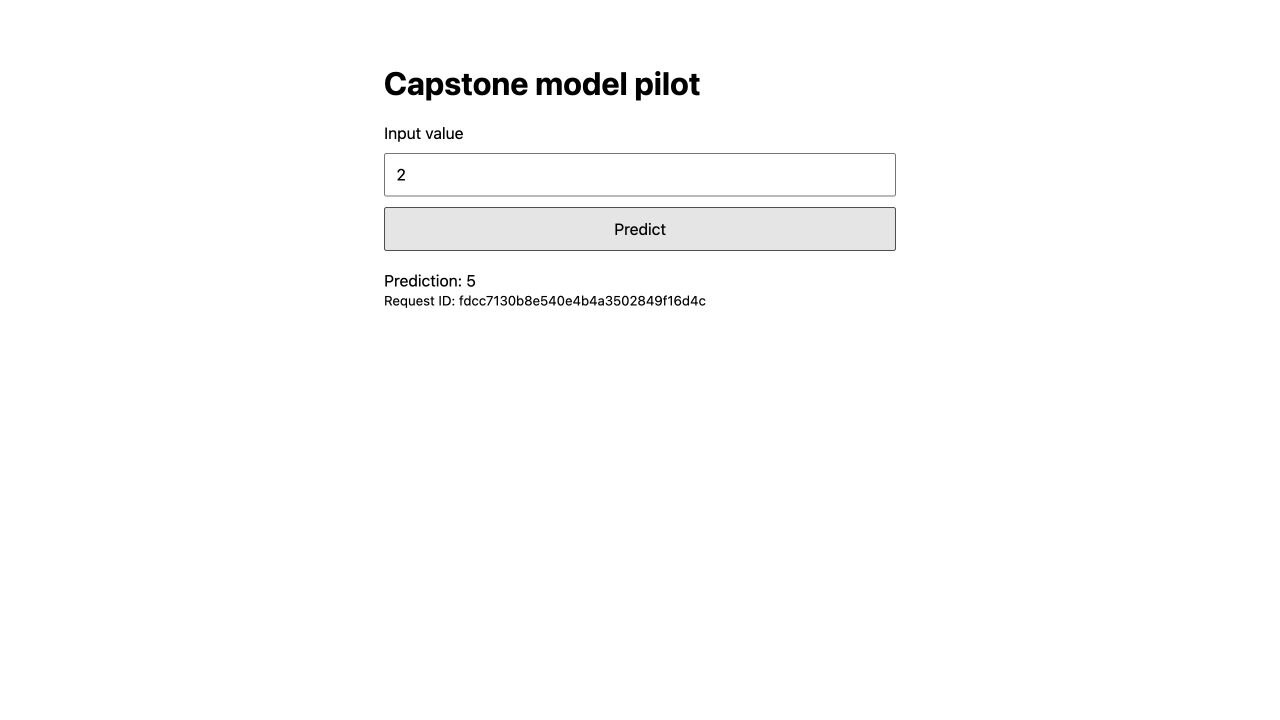 Capstone model pilot
Input value
2
Predict
Prediction: 5
Request ID: fdcc7130b8e540e4b4a3502849f16d4c